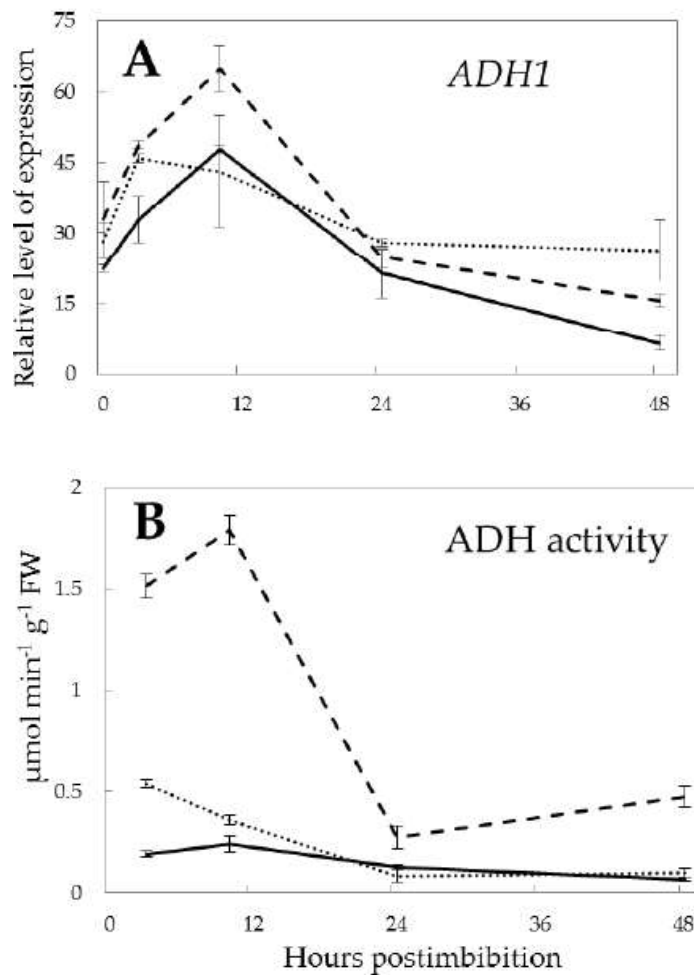 A
ADH1
Relative level of expression
75
60
45
30
15
0
0 12 24 36 48
B
ADH activity
µmol min⁻¹ g⁻¹ FW
2
1.5
1
0.5
0
0 12 24 36 48
Hours postimbibition